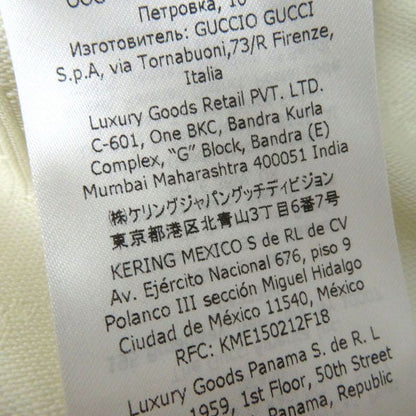 Петровка, 16
Изготовитель: GUCCIO GUCCI
S.p.A, via Tornabuoni,73/R Firenze,
Italia
Luxury Goods Retail PVT. LTD.
C-601, One BKC, Bandra Kurla
Complex, "G" Block, Bandra (E)
Mumbai Maharashtra 400051 India
㈱ケリングジャパングッチディビジョン
東京都港区北青山3丁目6番7号
KERING MEXICO S de RL de CV
Av. Ejército Nacional 676, piso 9
Polanco III sección Miguel Hidalgo
Ciudad de México 11540, México
RFC: KME150212F18
Luxury Goods Panama S. de R. L
1959, 1st Floor, 50th Street
Panama, Republic